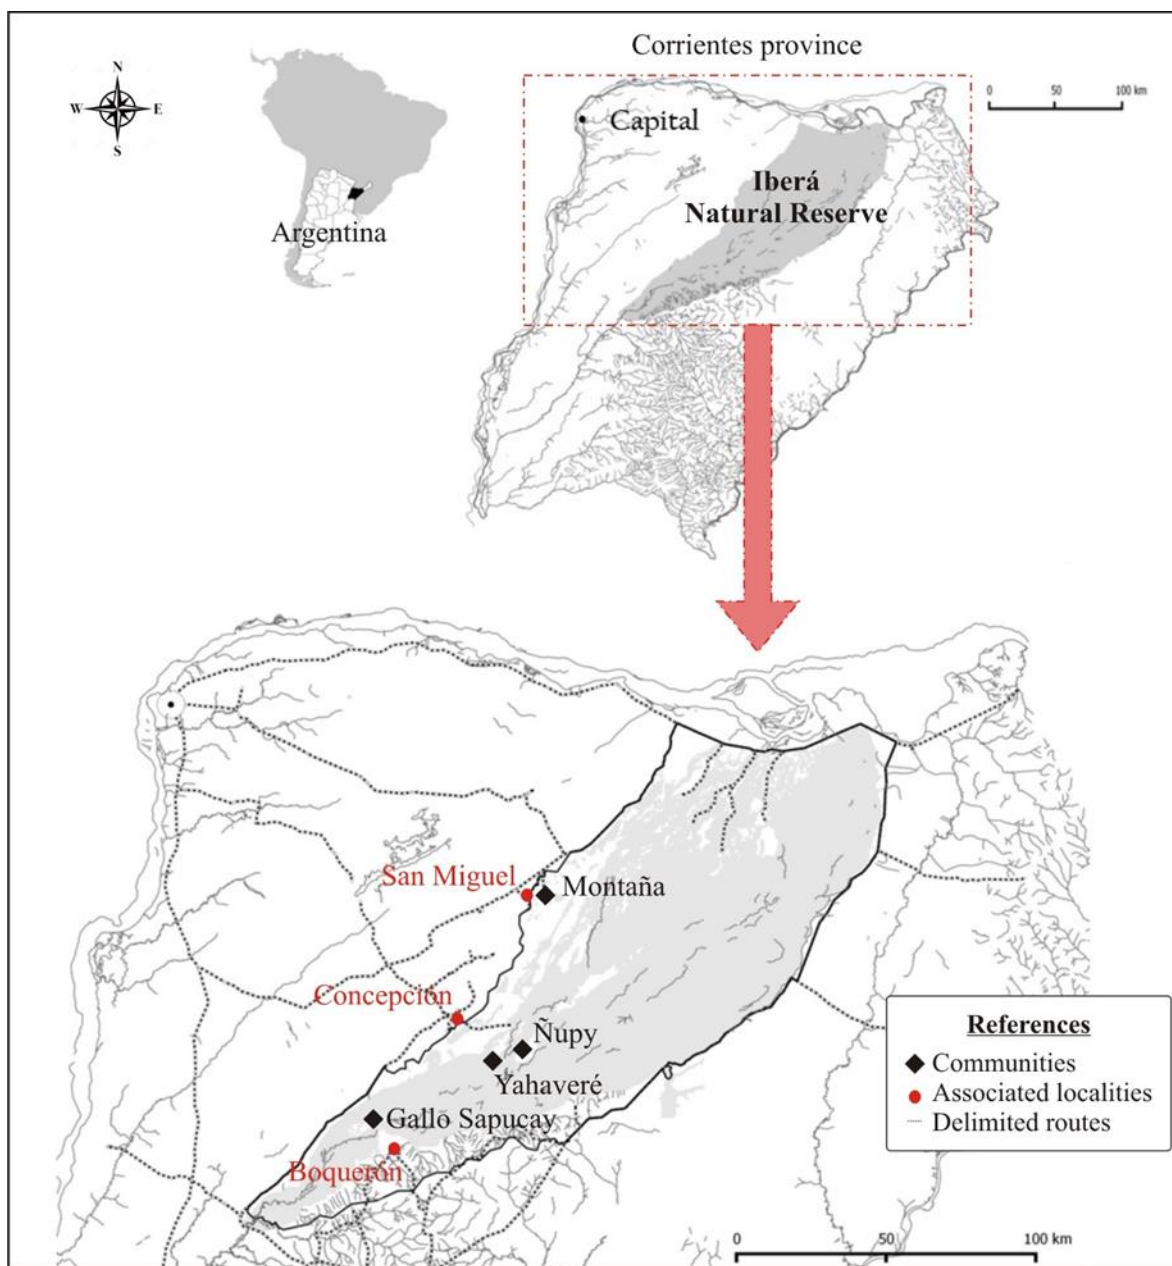 Corrientes province
N
W
E
S
0 50 100 km
Capital
Iberá
Natural Reserve
Argentina
San Miguel
Montaña
Concepción
Ñupy
Yahaveré
Gallo Sapucay
Boquerón
References
Communities
Associated localities
Delimited routes
0 50 100 km